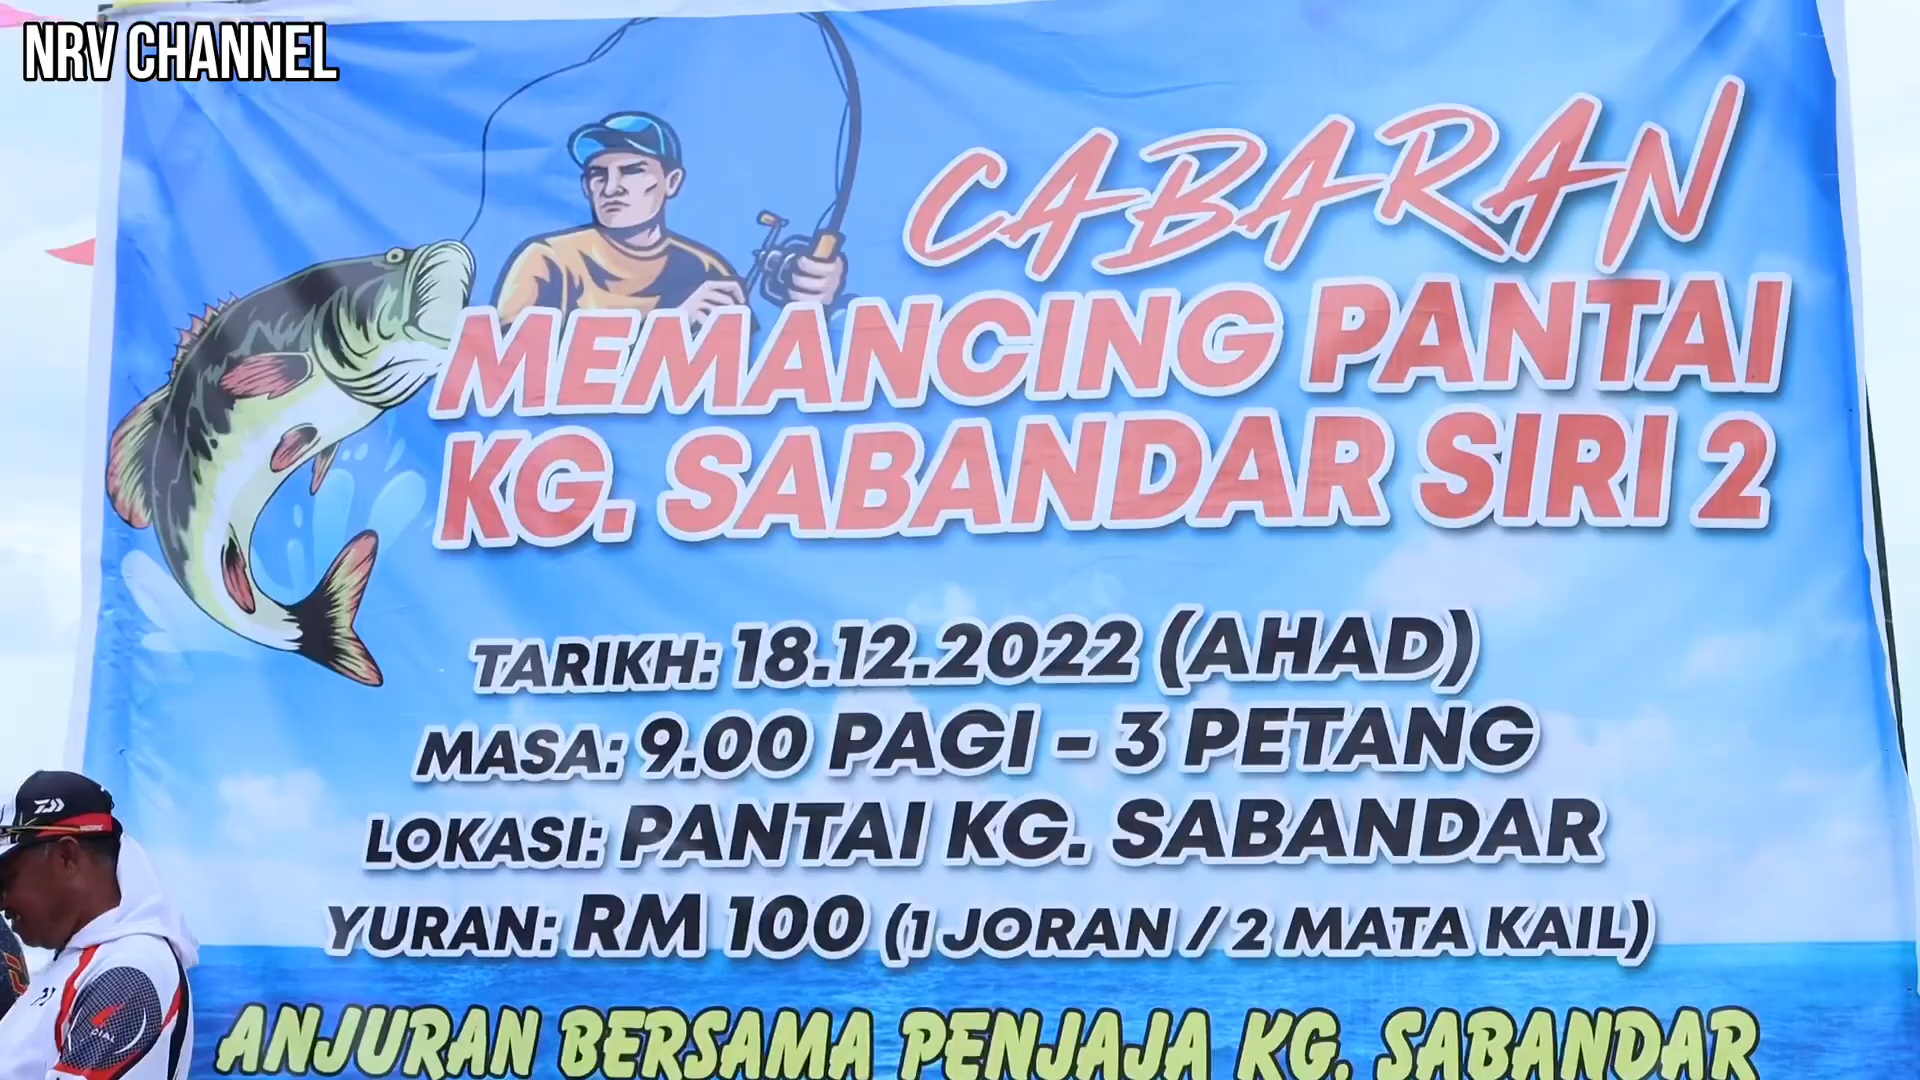 NRV CHANNEL
CABARAN
MEMANCING PANTAI
KG. SABANDAR SIRI 2
TARIKH: 18.12.2022 (AHAD)
MASA: 9.00 PAGI - 3 PETANG
LOKASI: PANTAI KG. SABANDAR
YURAN: RM 100 (1 JORAN / 2 MATA KAIL)
ANJURAN BERSAMA PENJAJA KG. SABANDAR